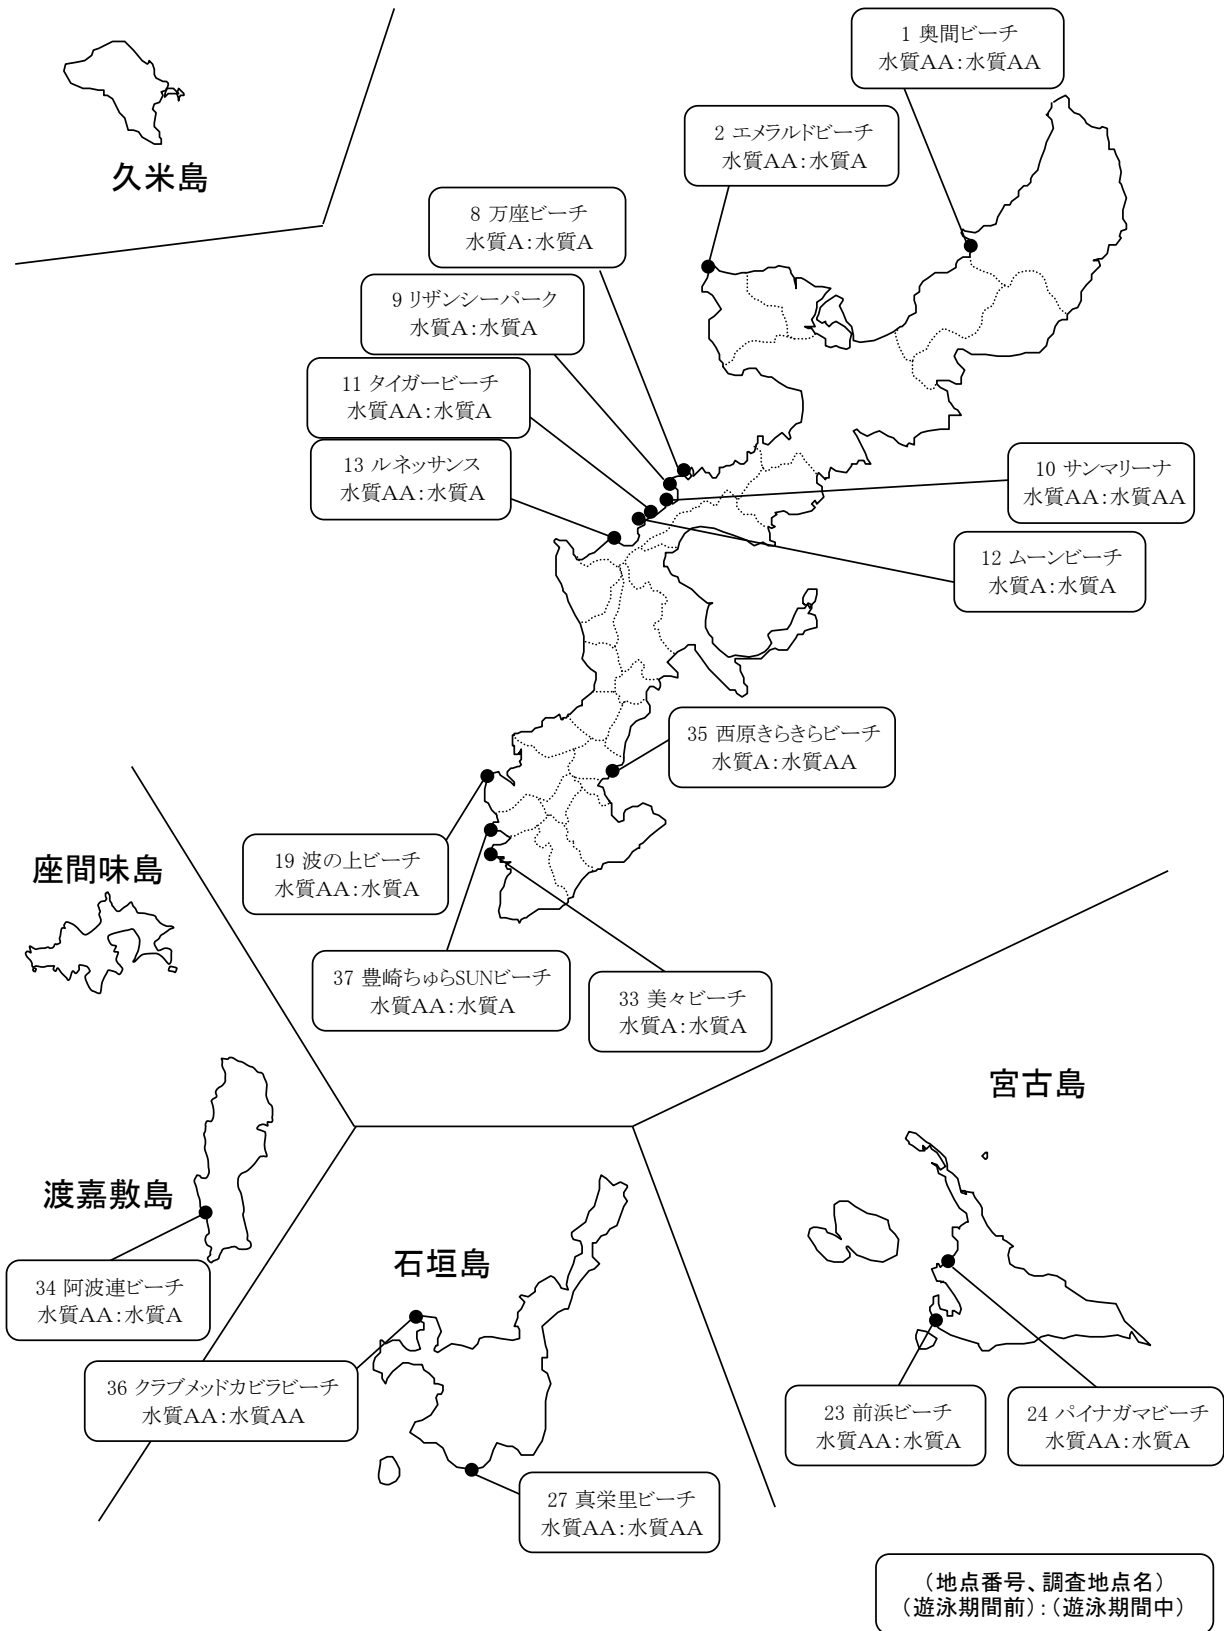 1 奥間ビーチ
水質AA：水質AA
2 エメラルドビーチ
水質AA：水質A
久米島
8 万座ビーチ
水質A：水質A
9 リザンシーパーク
水質A：水質A
11 タイガービーチ
水質AA：水質A
13 ルネッサンス
水質AA：水質A
10 サンマリーナ
水質AA：水質AA
12 ムーンビーチ
水質A：水質A
35 西原きらきらビーチ
水質A：水質AA
19 波の上ビーチ
水質AA：水質A
座間味島
37 豊崎ちゅらSUNビーチ
水質AA：水質A
33 美々ビーチ
水質A：水質A
宮古島
渡嘉敷島
34 阿波連ビーチ
水質AA：水質A
石垣島
36 クラブメッドカビラビーチ
水質AA：水質AA
23 前浜ビーチ
水質AA：水質A
24 パイナガマビーチ
水質AA：水質A
27 真栄里ビーチ
水質AA：水質AA
（地点番号、調査地点名）
（遊泳期間前）：（遊泳期間中）